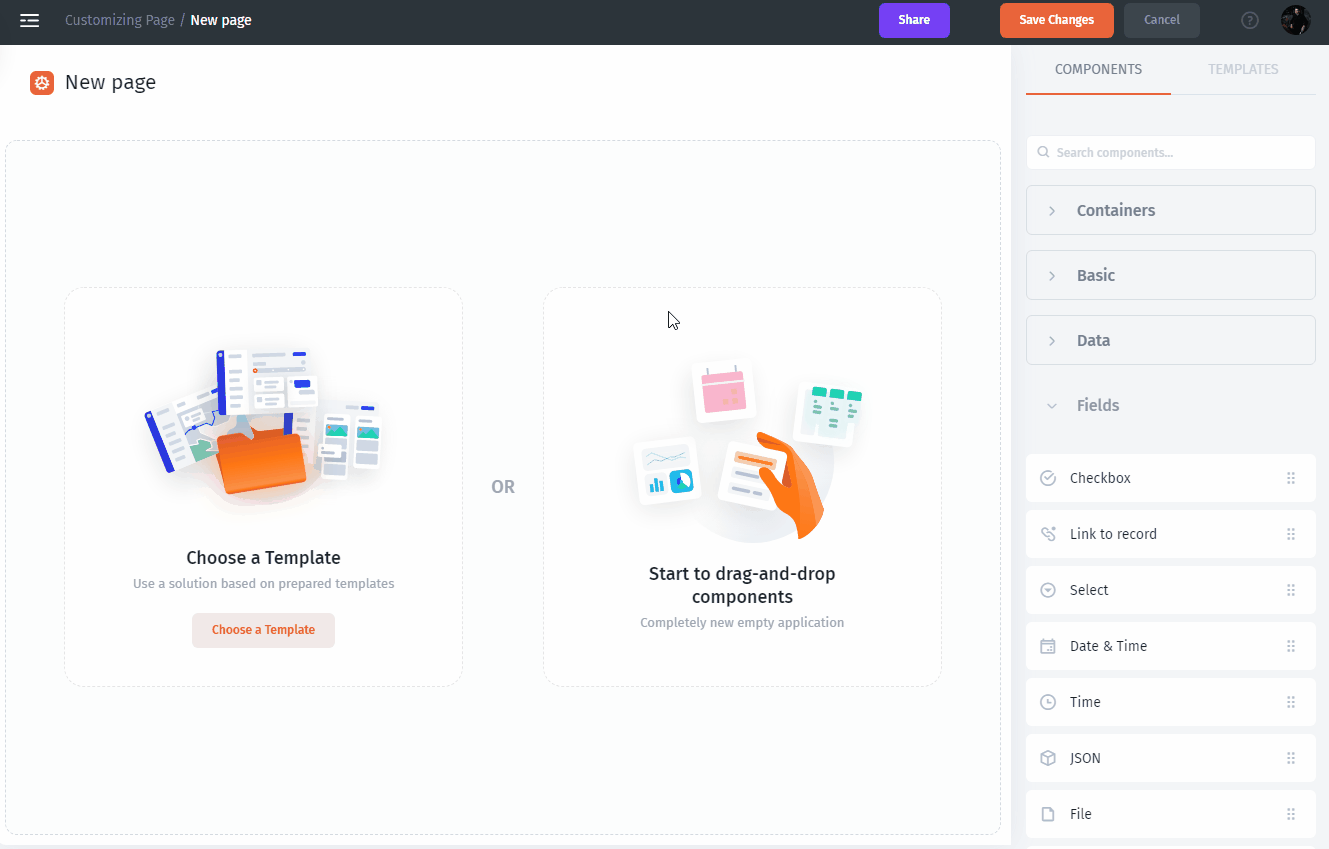 Customizing Page / New page
Share
Save Changes
Cancel
?
New page
COMPONENTS
TEMPLATES
Search components...
Containers
Basic
Data
Fields
Checkbox
Link to record
Select
Date & Time
Time
JSON
File
Choose a Template
Use a solution based on prepared templates
Choose a Template
OR
Start to drag-and-drop
components
Completely new empty application